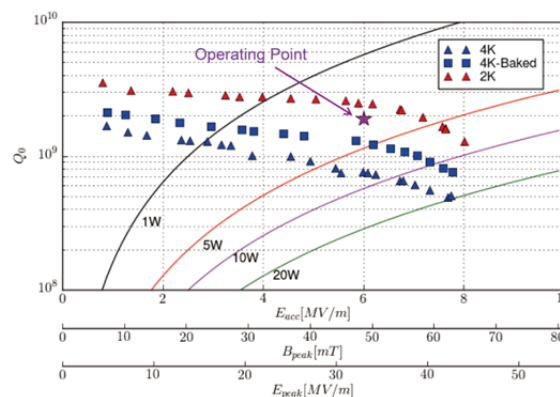 10^10
Operating Point
4K
4K-Baked
2K
Q_0
10^9
1W
5W
10W
20W
10^8
0 2 4 6 8 1
E_acc[MV/m]
0 10 20 30 40 50 60 70 80
B_peak[mT]
0 10 20 30 40 50
E_peak[MV/m]